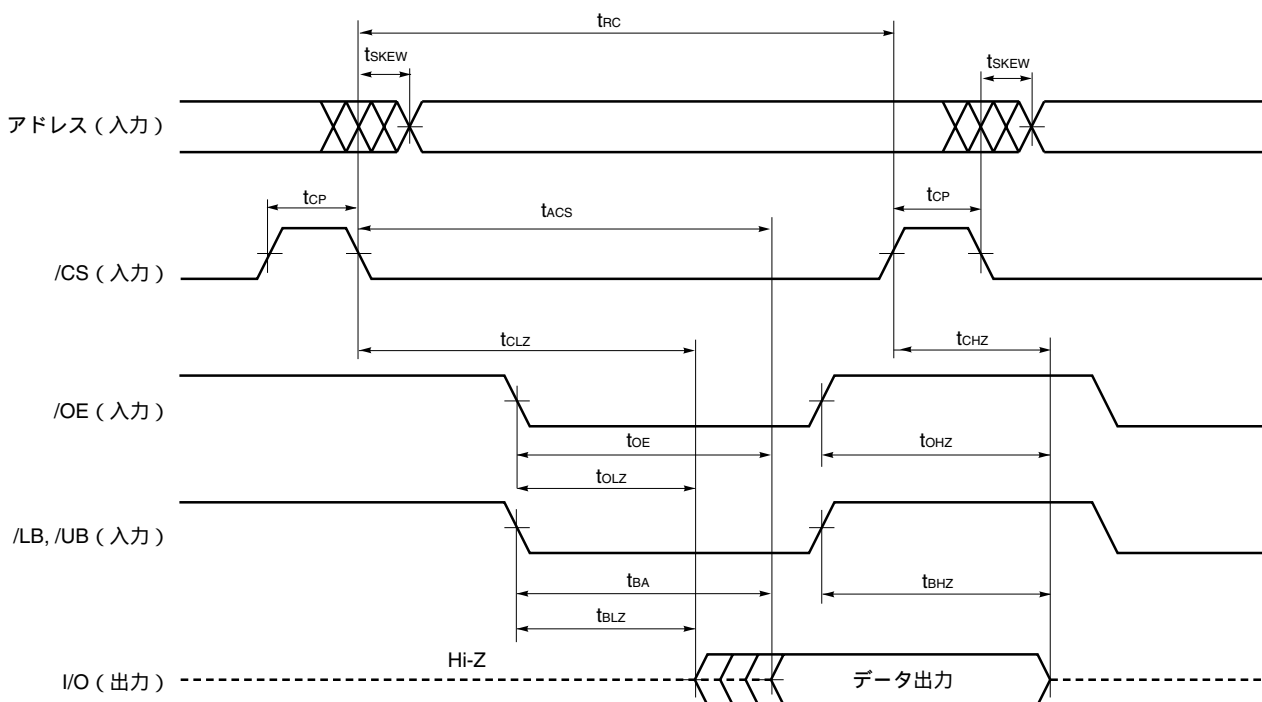 tRC
tSKEW
tSKEW
アドレス（入力）
tCP
tACS
tCP
/CS（入力）
tCLZ
tCHZ
/OE（入力）
tOE
tOHZ
tOLZ
/LB, /UB（入力）
tBA
tBHZ
tBLZ
Hi-Z
I/O（出力）
データ出力